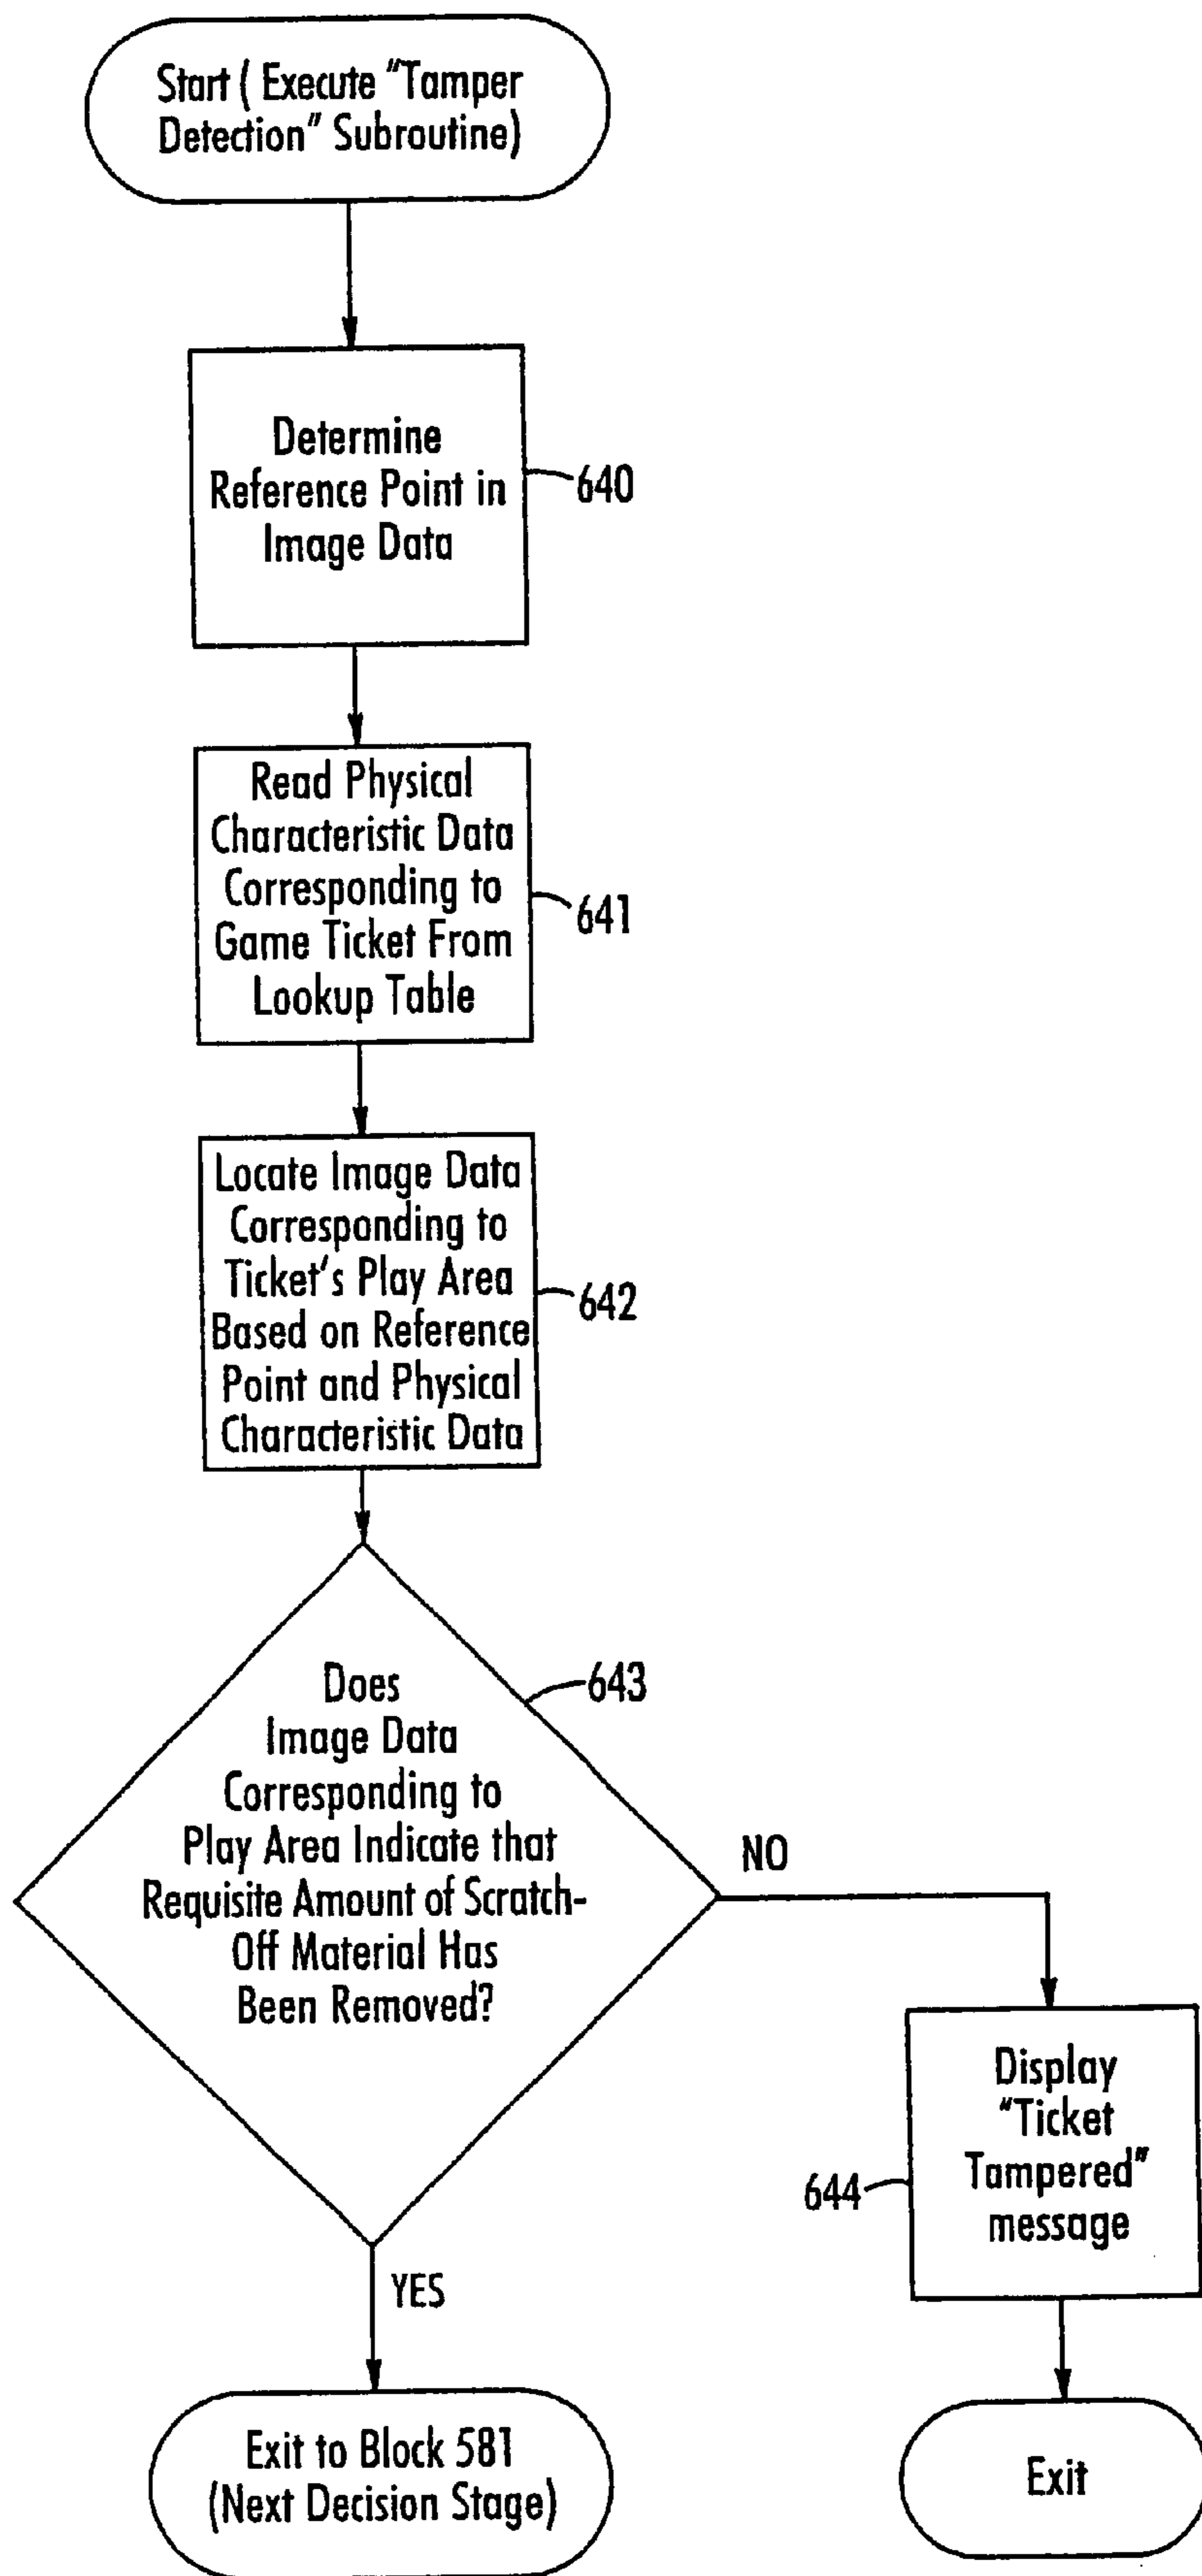 Start ( Execute "Tamper
Detection" Subroutine)
Determine
Reference Point in
Image Data
640
Read Physical
Characteristic Data
Corresponding to
Game Ticket From
Lookup Table
641
Locate Image Data
Corresponding to
Ticket's Play Area
Based on Reference
Point and Physical
Characteristic Data
642
Does
Image Data
Corresponding to
Play Area Indicate that
Requisite Amount of Scratch-
Off Material Has
Been Removed?
643
NO
Display
"Ticket
Tampered"
message
644
YES
Exit to Block 581
(Next Decision Stage)
Exit